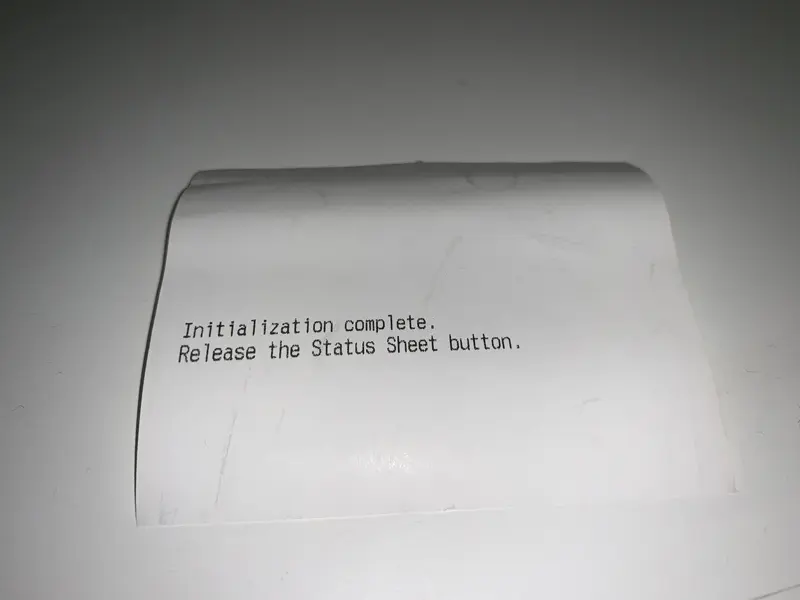 Initialization complete.
Release the Status Sheet button.